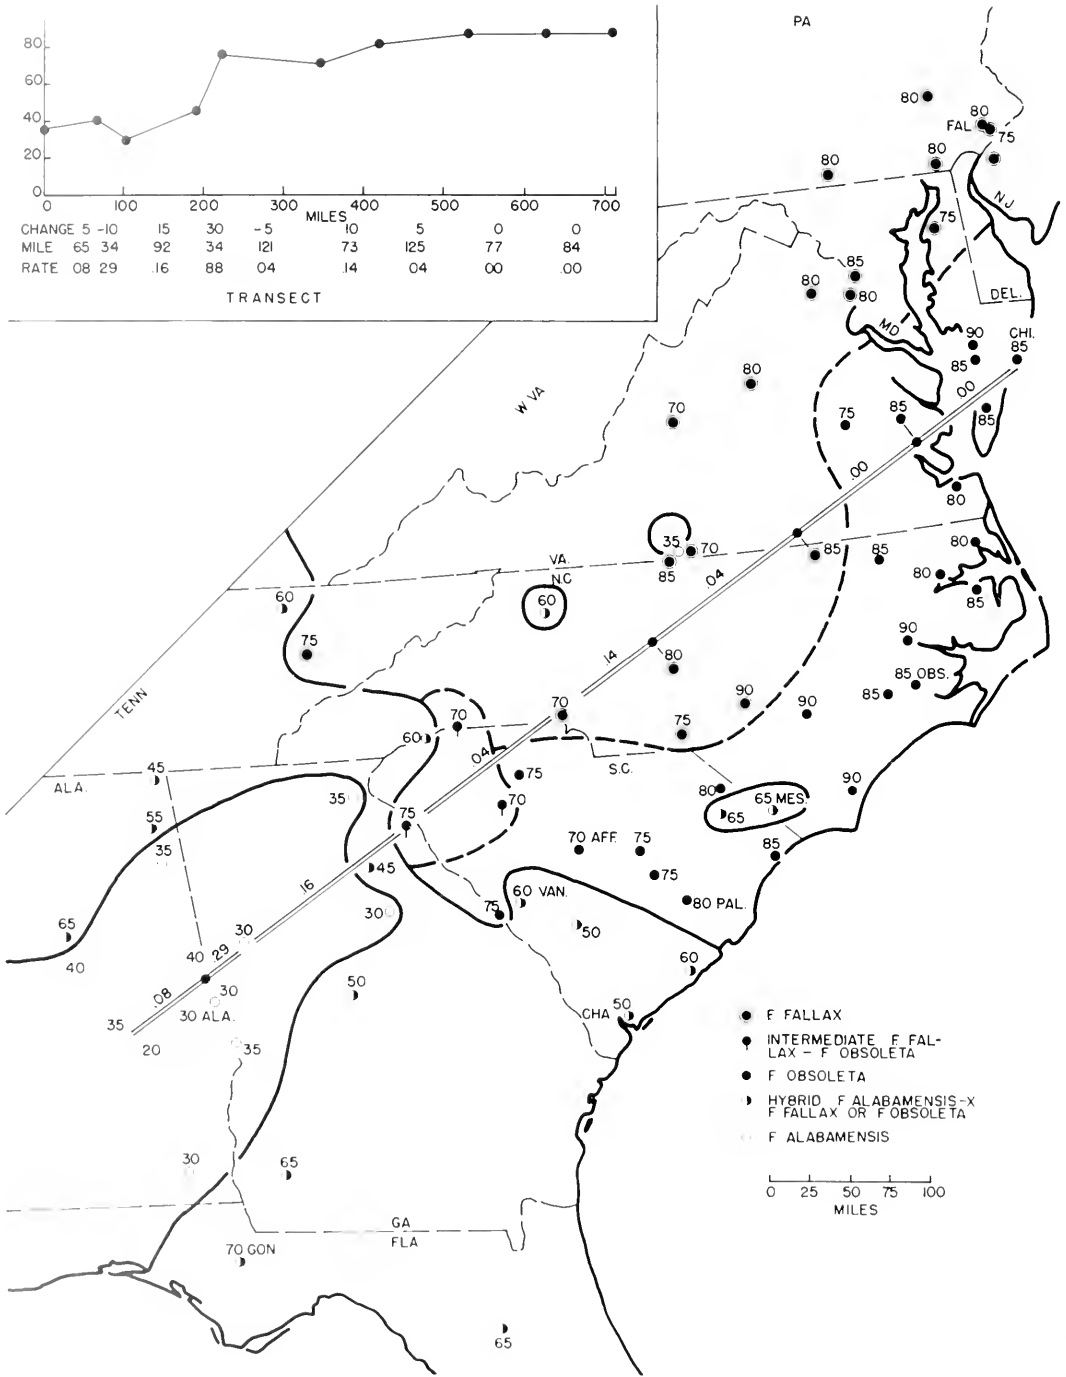 80
60
40
20
0
0 100 200 300 400 500 600 700
MILES
CHANGE 5 -10 15 30 -5 10 5 0 0
MILE 65 34 92 34 121 73 125 77 84
RATE 08 29 .16 88 04 .14 04 00 .00
TRANSECT
PA
80
80
FAL
75
80
80
N J
75
85
80
80
DEL.
MD
90
CHI.
85
85
80
W VA
.00
70
75
85
85
.00
80
35
70
85
VA.
N.C
85
85
80
80
85
.04
60
60
75
90
.14
80
85 OBS.
85
TENN
90
90
70
70
75
60
.04
S.C.
75
ALA.
45
35
70
80
65 MES.
65
90
75
55
35
70 AFF.
75
85
45
75
.16
60 VAN.
80 PAL.
75
30
50
65
30
40
40
.29
60
50
.08
30
35
30 ALA.
CHA
50
20
35
F FALLAX
INTERMEDIATE F. FAL-
LAX - F OBSOLETA
F OBSOLETA
HYBRID F ALABAMENSIS-X
F FALLAX OR F OBSOLETA
F ALABAMENSIS
30
65
0 25 50 75 100
MILES
GA
FLA
70 GON
65